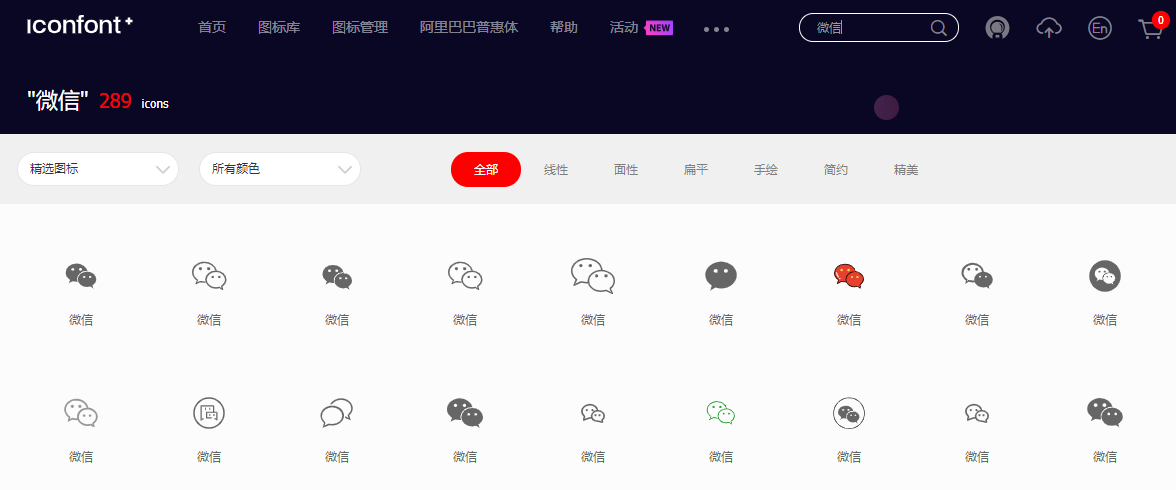 iconfont+ 首页 图标库 图标管理 阿里巴巴普惠体 帮助 活动 NEW 微信 En 0
"微信" 289 icons
精选图标 所有颜色 全部 线性 面性 扁平 手绘 简约 精美
微信 微信 微信 微信 微信 微信 微信 微信 微信
微信 微信 微信 微信 微信 微信 微信 微信 微信